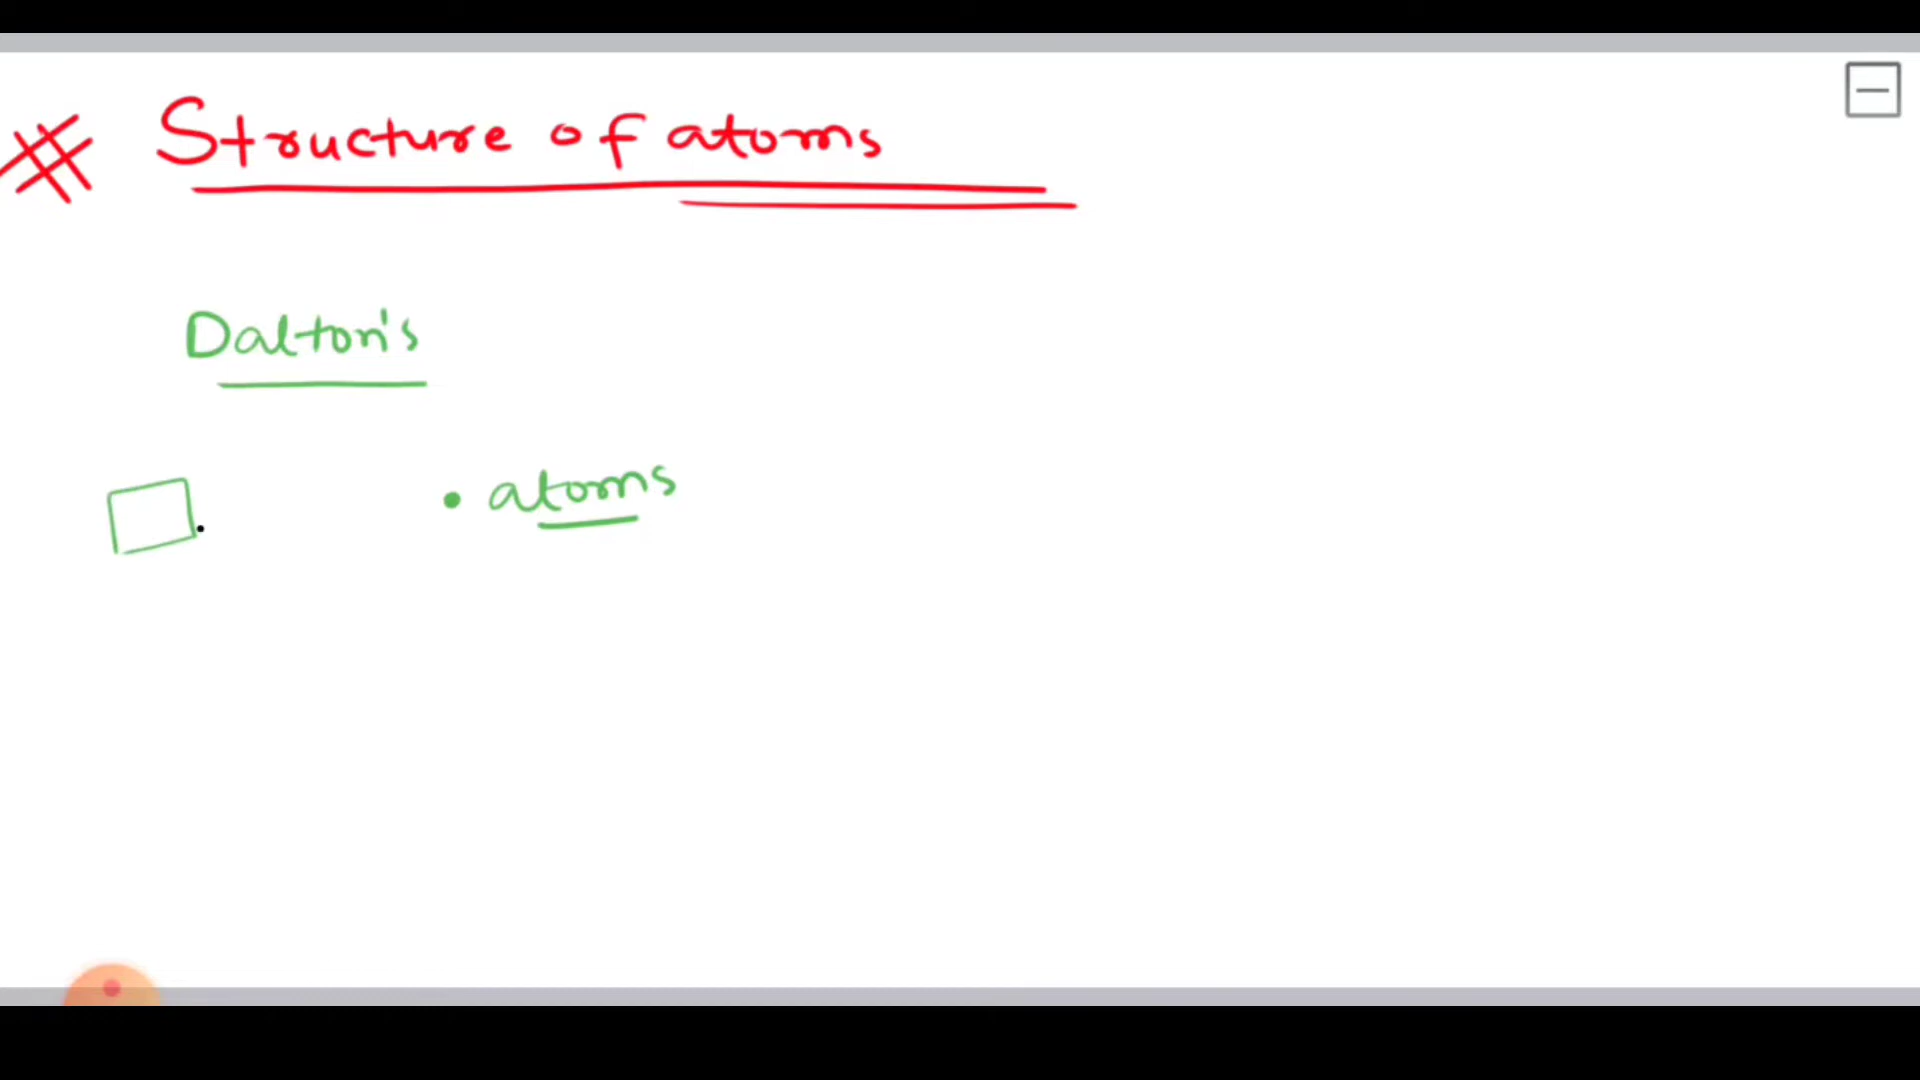 # Structure of atoms
Dalton's
• atoms